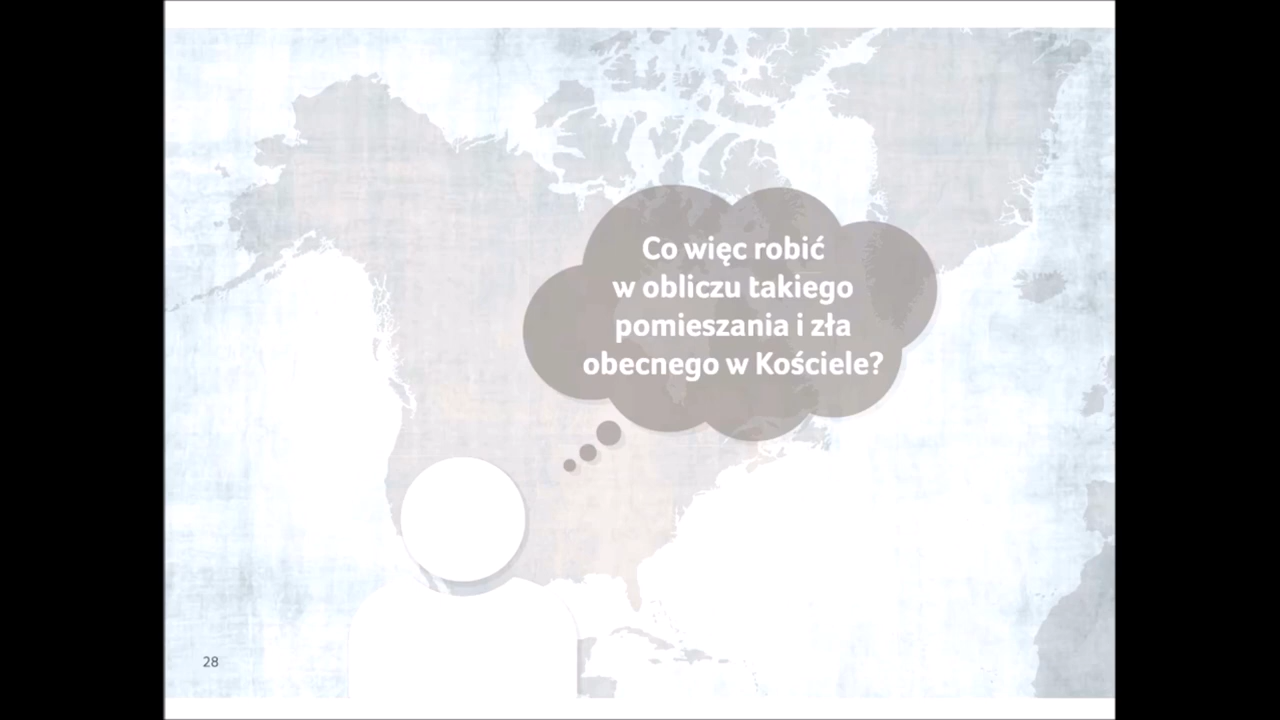 Co więc robić
w obliczu takiego
pomieszania i zła
obecnego w Kościele?
28